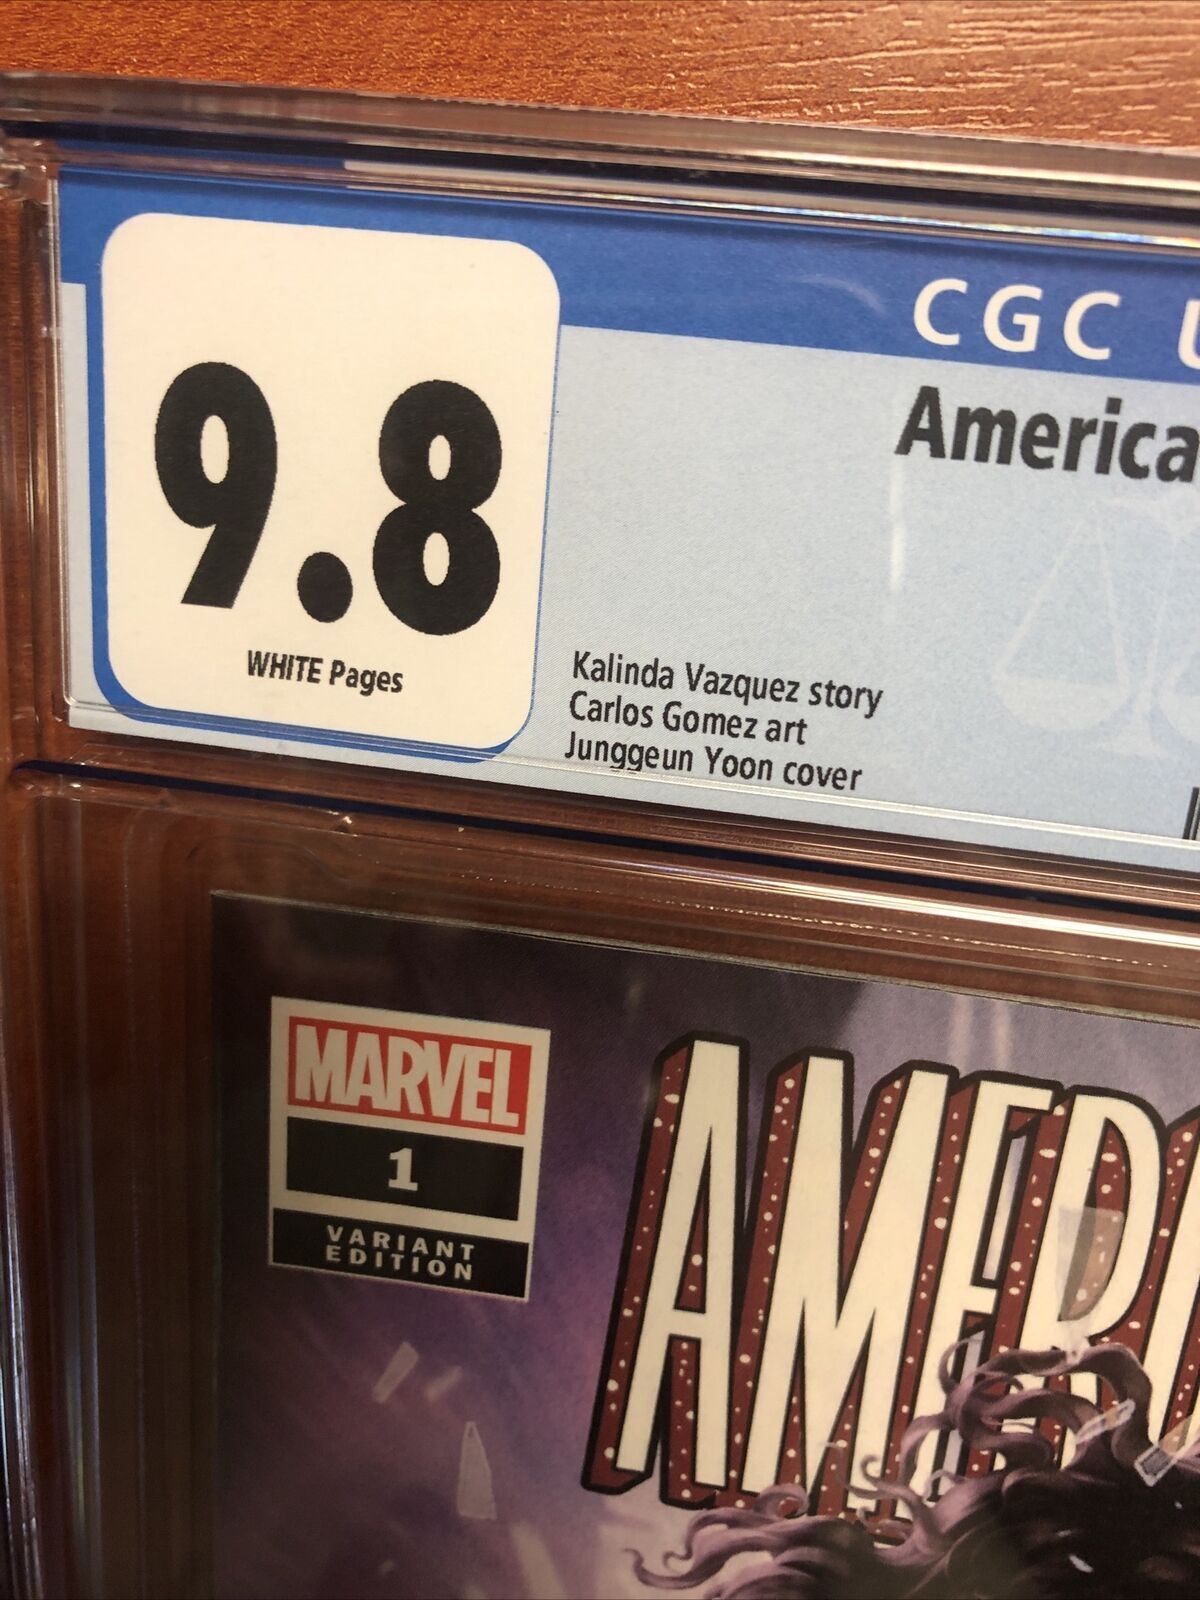 CGC U
America
9.8
WHITE Pages
Kalinda Vazquez story
Carlos Gomez art
Junggeun Yoon cover
MARVEL
1
VARIANT
EDITION
AMERI